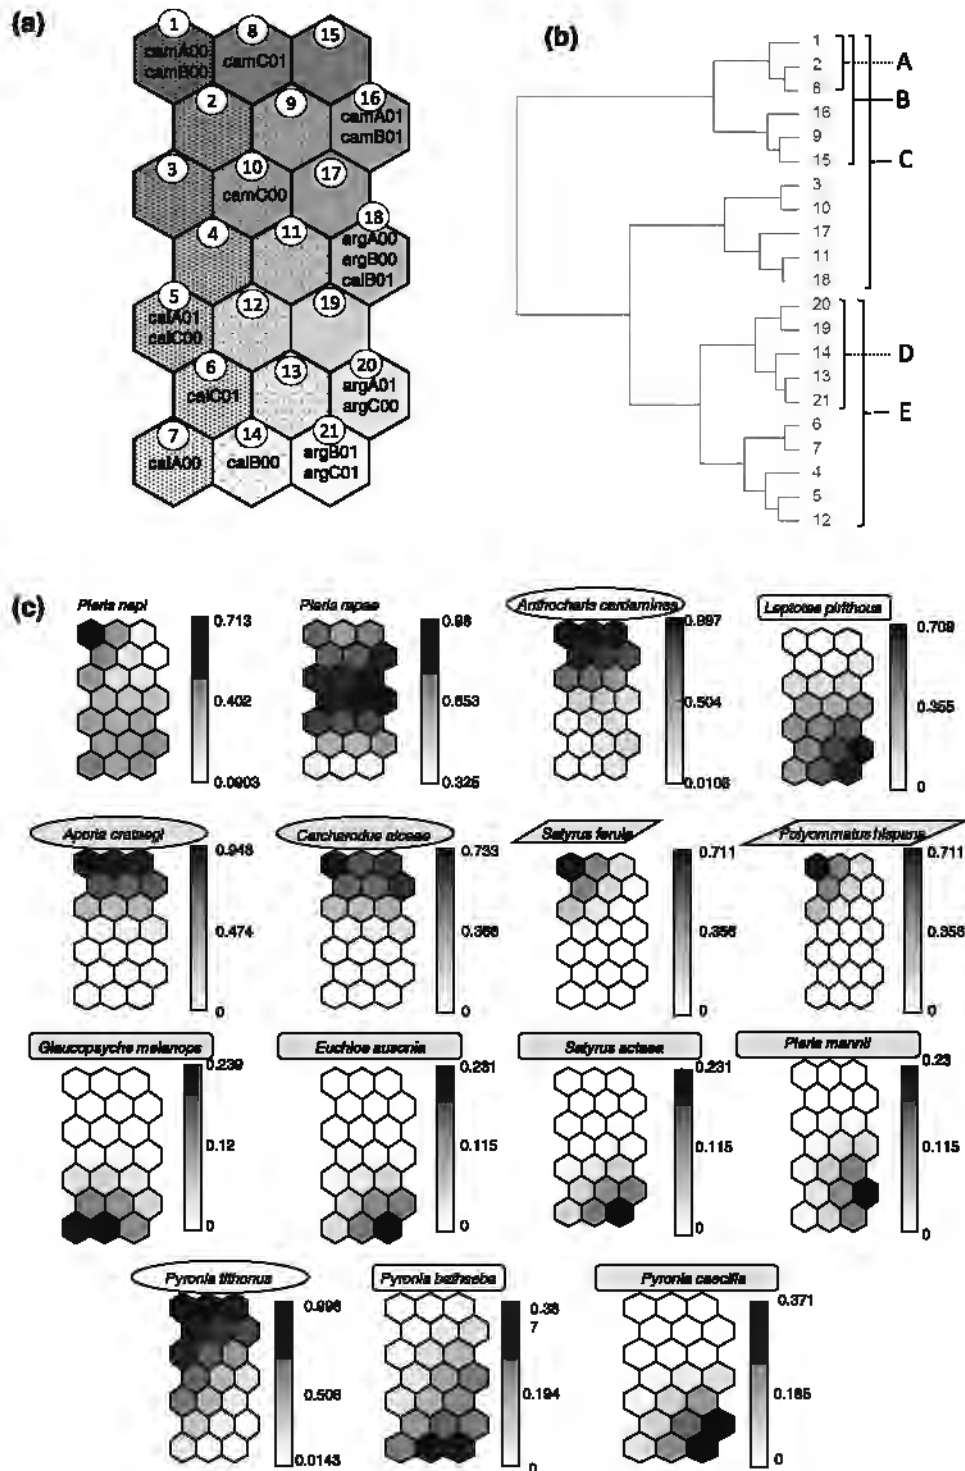 (a)
1 8 15
camA00
camB00
camC01
2 9 16
camA01
camB01
3 10 17
camC00
4 11 18
argA00
argB00
calB01
5 12 19
calA01
calC00
6 13 20
calC01
argA01
argC00
7 14 21
calA00
calB00
argB01
argC01
(b)
1
2
8
16
9
15
3
10
17
11
18
20
19
14
13
21
6
7
4
5
12
A
B
C
D
E
(c)
Pieris napi
0.713
0.402
0.0903
Pieris rapae
0.98
0.653
0.325
Anthocharis cardamines
0.997
0.504
0.0106
Leptotes pirithous
0.709
0.355
0
Aporia crataegi
0.948
0.474
0
Carcharodus alceae
0.733
0.366
0
Satyrus ferula
0.711
0.356
0
Polyommatus hispana
0.711
0.356
0
Glaucopsyche melanops
0.239
0.12
0
Euchloe ausonia
0.231
0.115
0
Satyrus actaea
0.231
0.115
0
Pieris mannii
0.23
0.115
0
Pyronia tithonus
0.998
0.506
0.0143
Pyronia bathseba
0.38
7
0.194
0
Pyronia caecilia
0.371
0.185
0